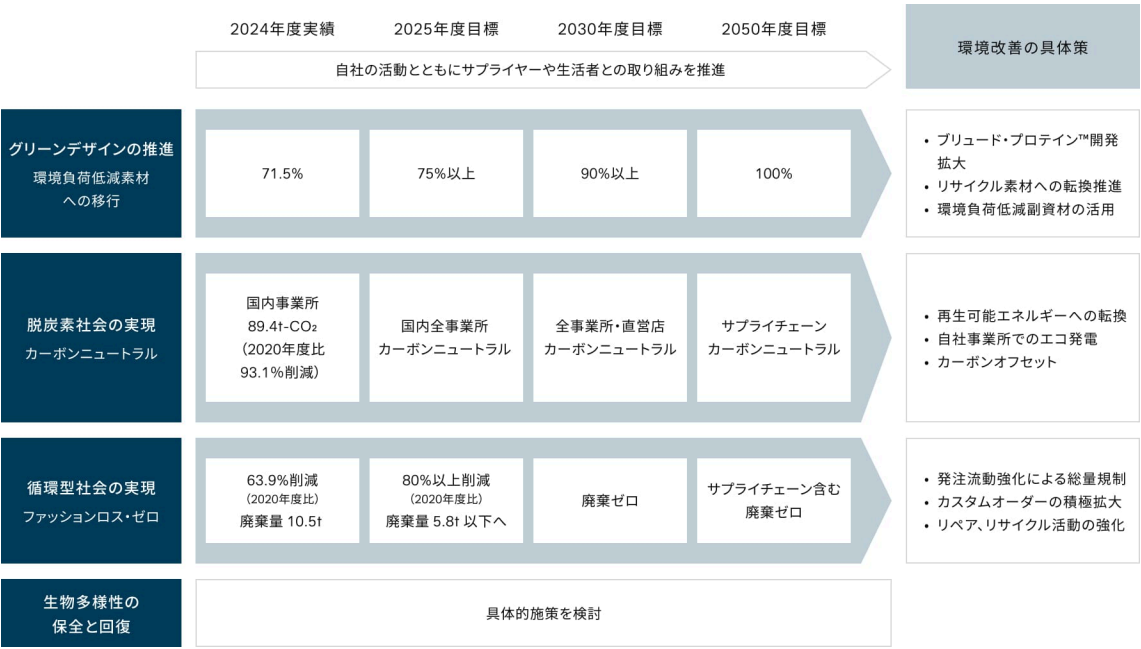 2024年度実績
2025年度目標
2030年度目標
2050年度目標
環境改善の具体策
自社の活動とともにサプライヤーや生活者との取り組みを推進
グリーンデザインの推進
環境負荷低減素材
への移行
71.5%
75%以上
90%以上
100%
• ブリュード・プロテイン™開発
拡大
• リサイクル素材への転換推進
• 環境負荷低減副資材の活用
脱炭素社会の実現
カーボンニュートラル
国内事業所
89.4t-CO₂
（2020年度比
93.1%削減）
国内全事業所
カーボンニュートラル
全事業所・直営店
カーボンニュートラル
サプライチェーン
カーボンニュートラル
• 再生可能エネルギーへの転換
• 自社事業所でのエコ発電
• カーボンオフセット
循環型社会の実現
ファッションロス・ゼロ
63.9%削減
（2020年度比）
廃棄量 10.5t
80%以上削減
（2020年度比）
廃棄量 5.8t 以下へ
廃棄ゼロ
サプライチェーン含む
廃棄ゼロ
• 発注流動強化による総量規制
• カスタムオーダーの積極拡大
• リペア、リサイクル活動の強化
生物多様性の
保全と回復
具体的施策を検討